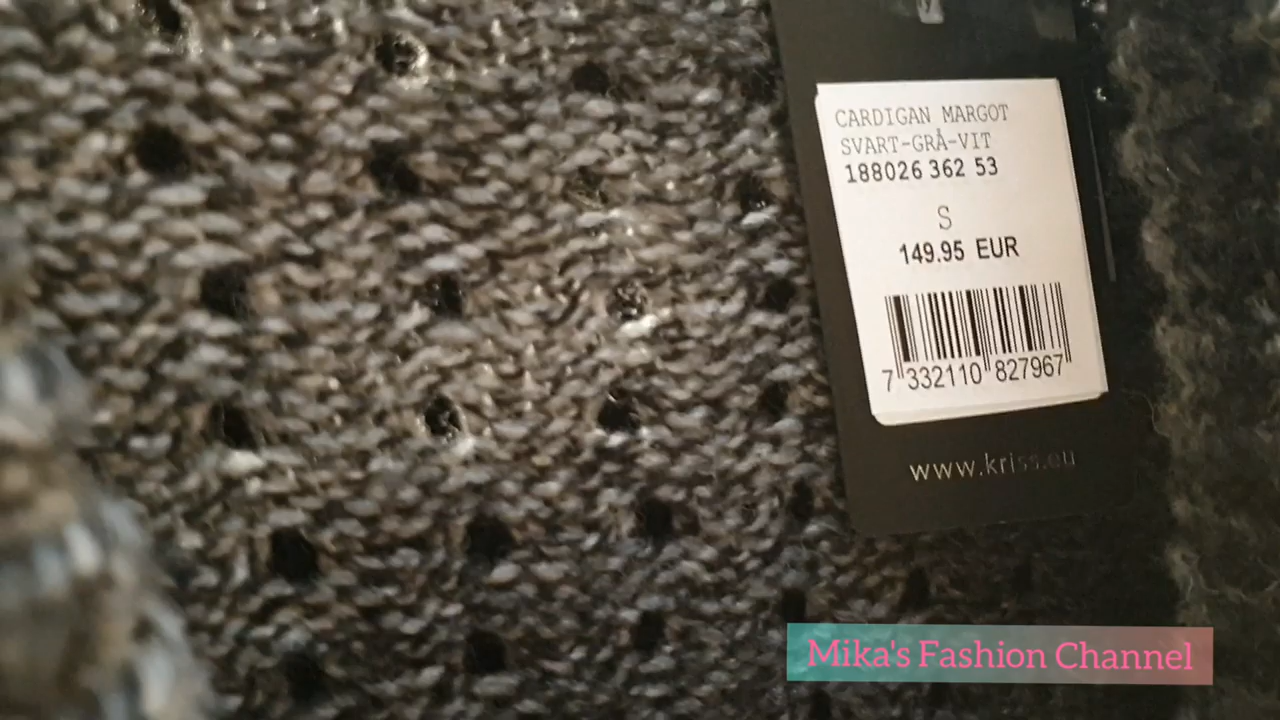 CARDIGAN MARGOT
SVART-GRÅ-VIT
188026 362 53
S
149.95 EUR
7 332110 827967
www.kriss.eu
Mika's Fashion Channel